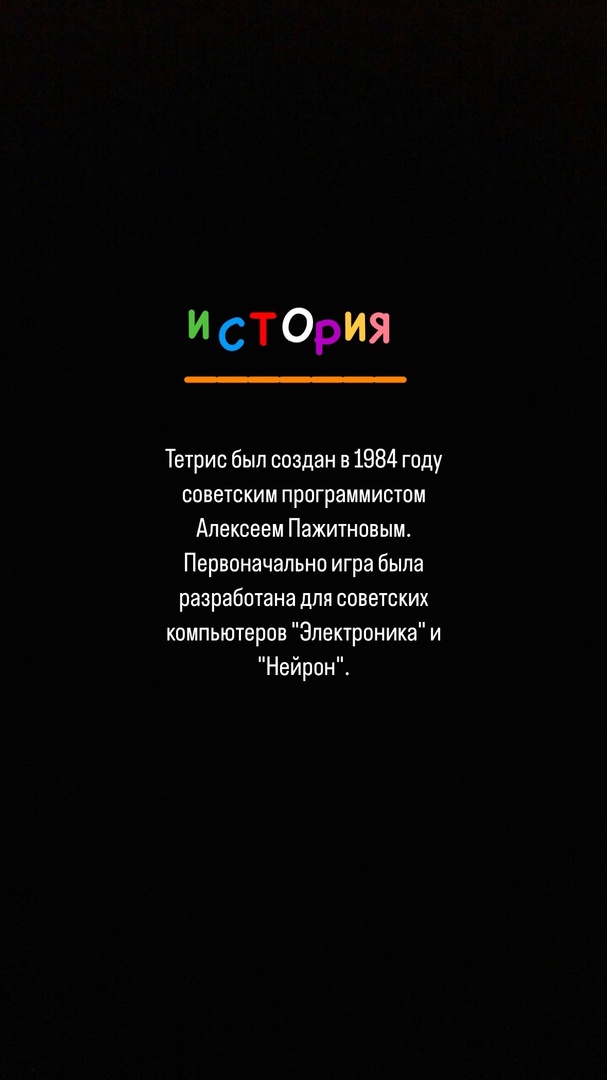 история
Тетрис был создан в 1984 году
советским программистом
Алексеем Пажитновым.
Первоначально игра была
разработана для советских
компьютеров "Электроника" и
"Нейрон".